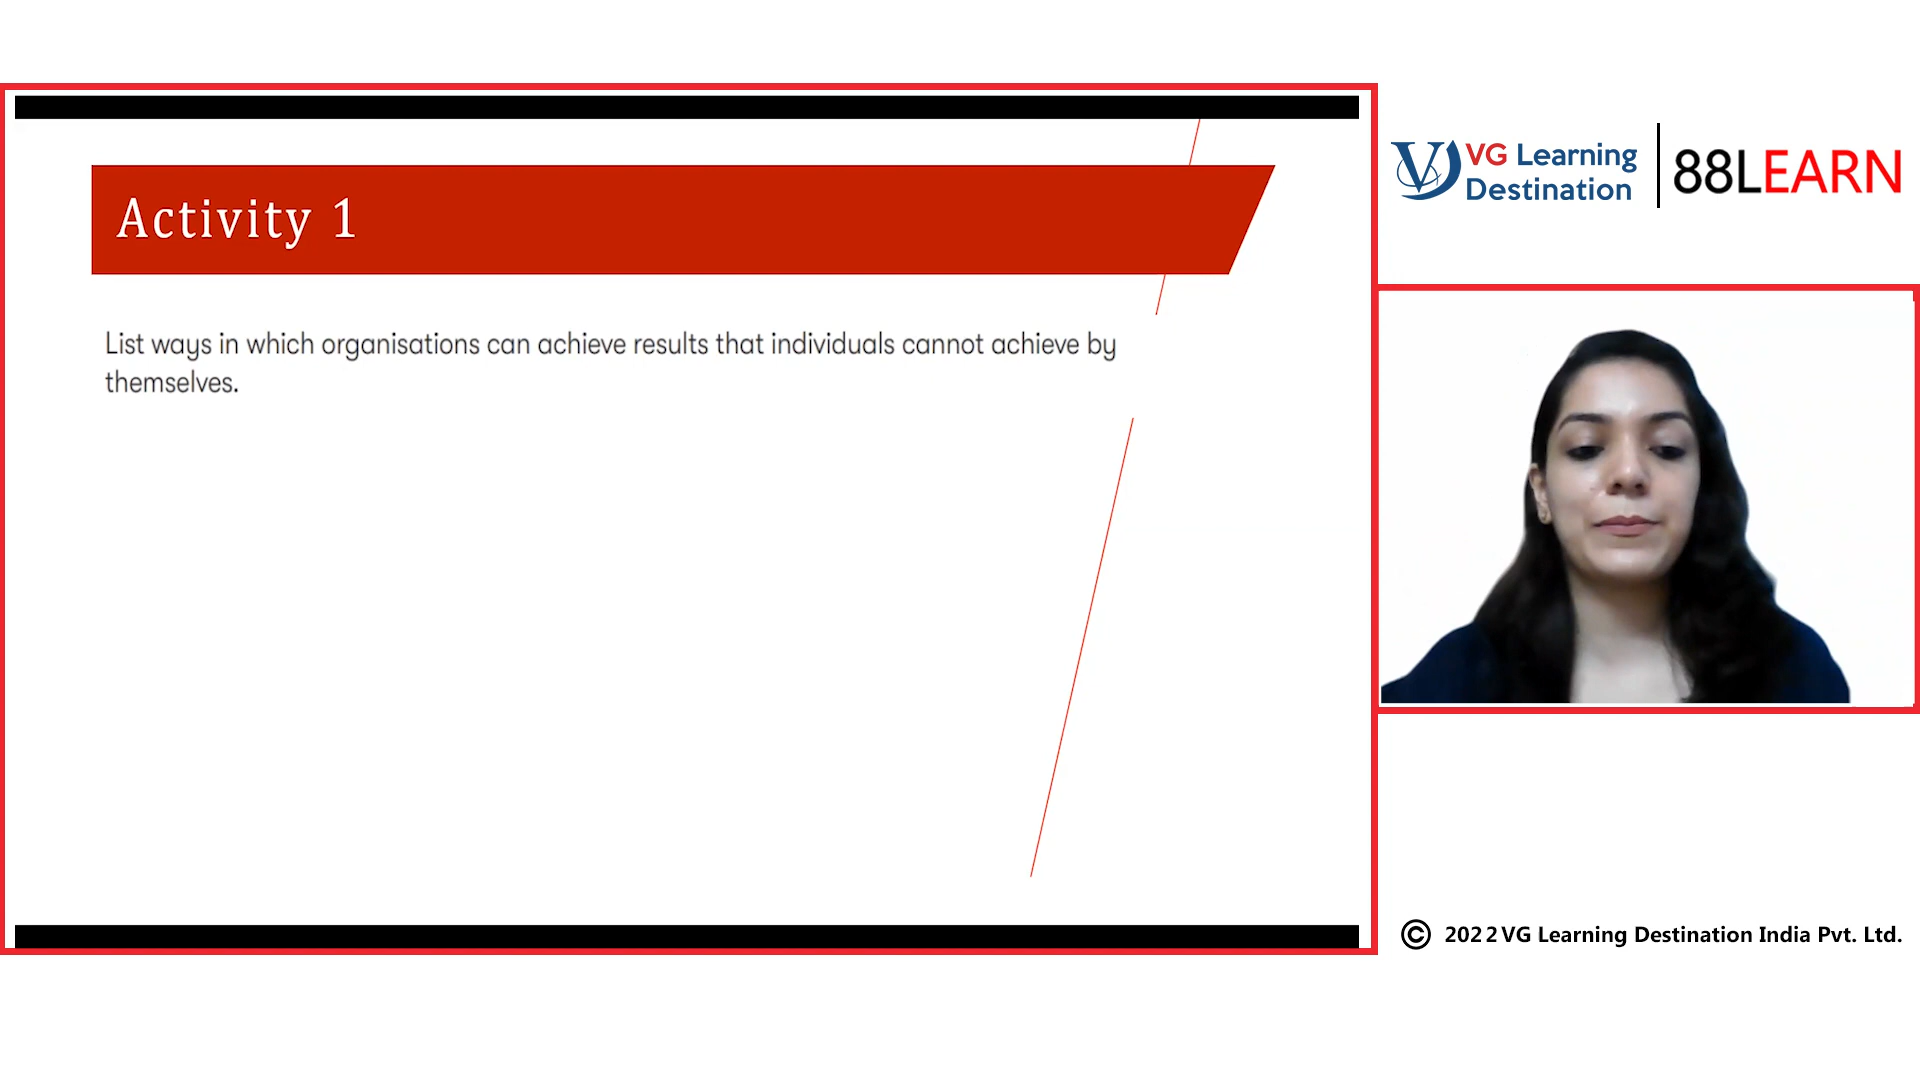 Activity 1
List ways in which organisations can achieve results that individuals cannot achieve by
themselves.
VG Learning
Destination
88LEARN
© 2022 VG Learning Destination India Pvt. Ltd.